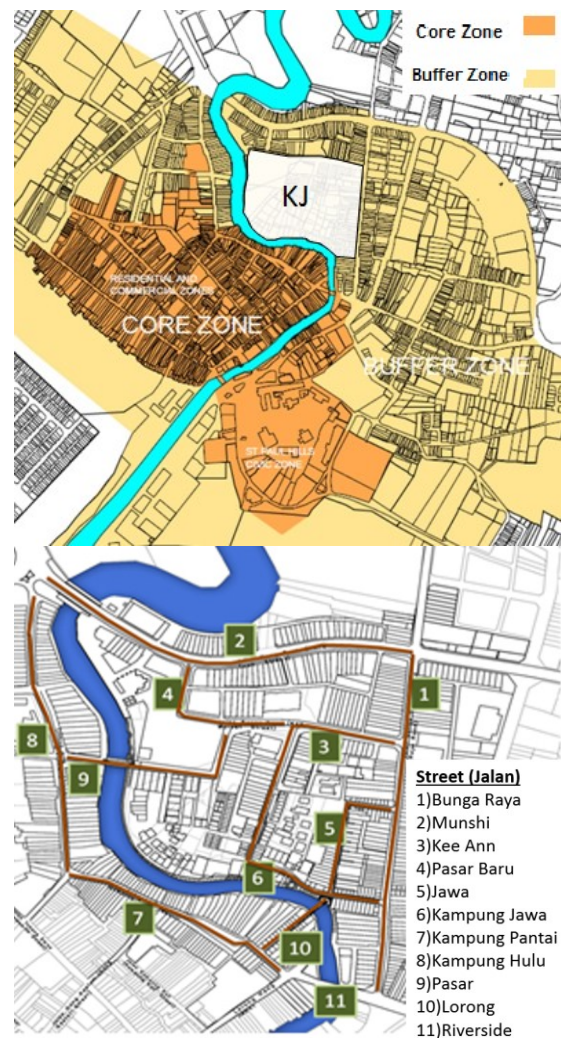 Core Zone
Buffer Zone
KJ
RESIDENTIAL AND
COMMERCIAL ZONES
CORE ZONE
BUFFER ZONE
ST PAUL HILLS
CIVIC ZONE
2
4
1
3
8
9
5
6
7
10
11
Street (Jalan)
1)Bunga Raya
2)Munshi
3)Kee Ann
4)Pasar Baru
5)Jawa
6)Kampung Jawa
7)Kampung Pantai
8)Kampung Hulu
9)Pasar
10)Lorong
11)Riverside